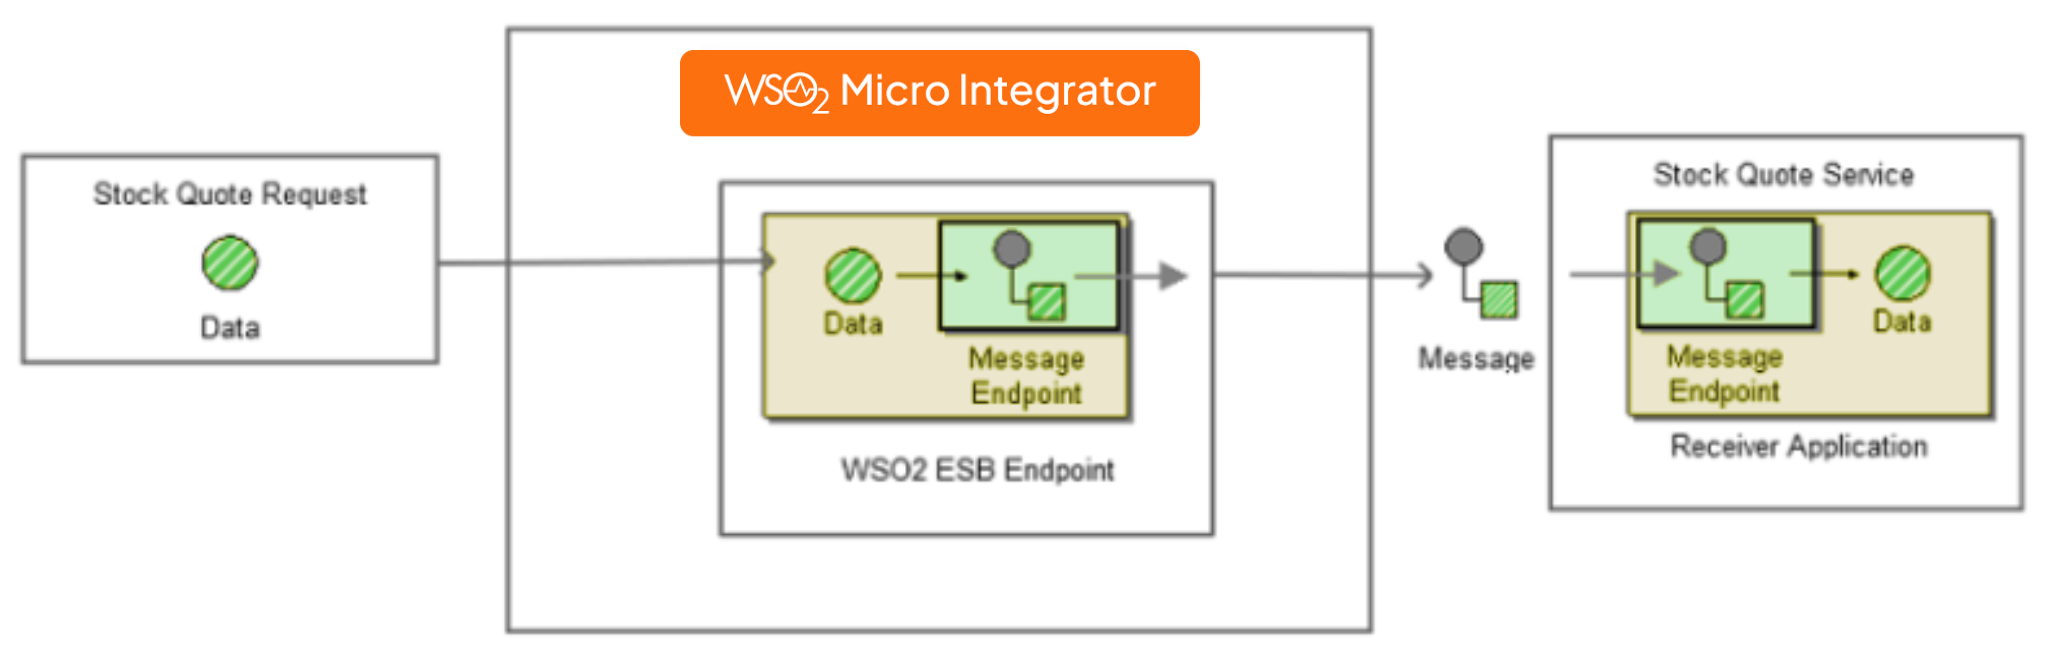 WSO2 Micro Integrator
Stock Quote Request
Data
Data
Message
Endpoint
WSO2 ESB Endpoint
Message
Stock Quote Service
Message
Endpoint
Data
Receiver Application